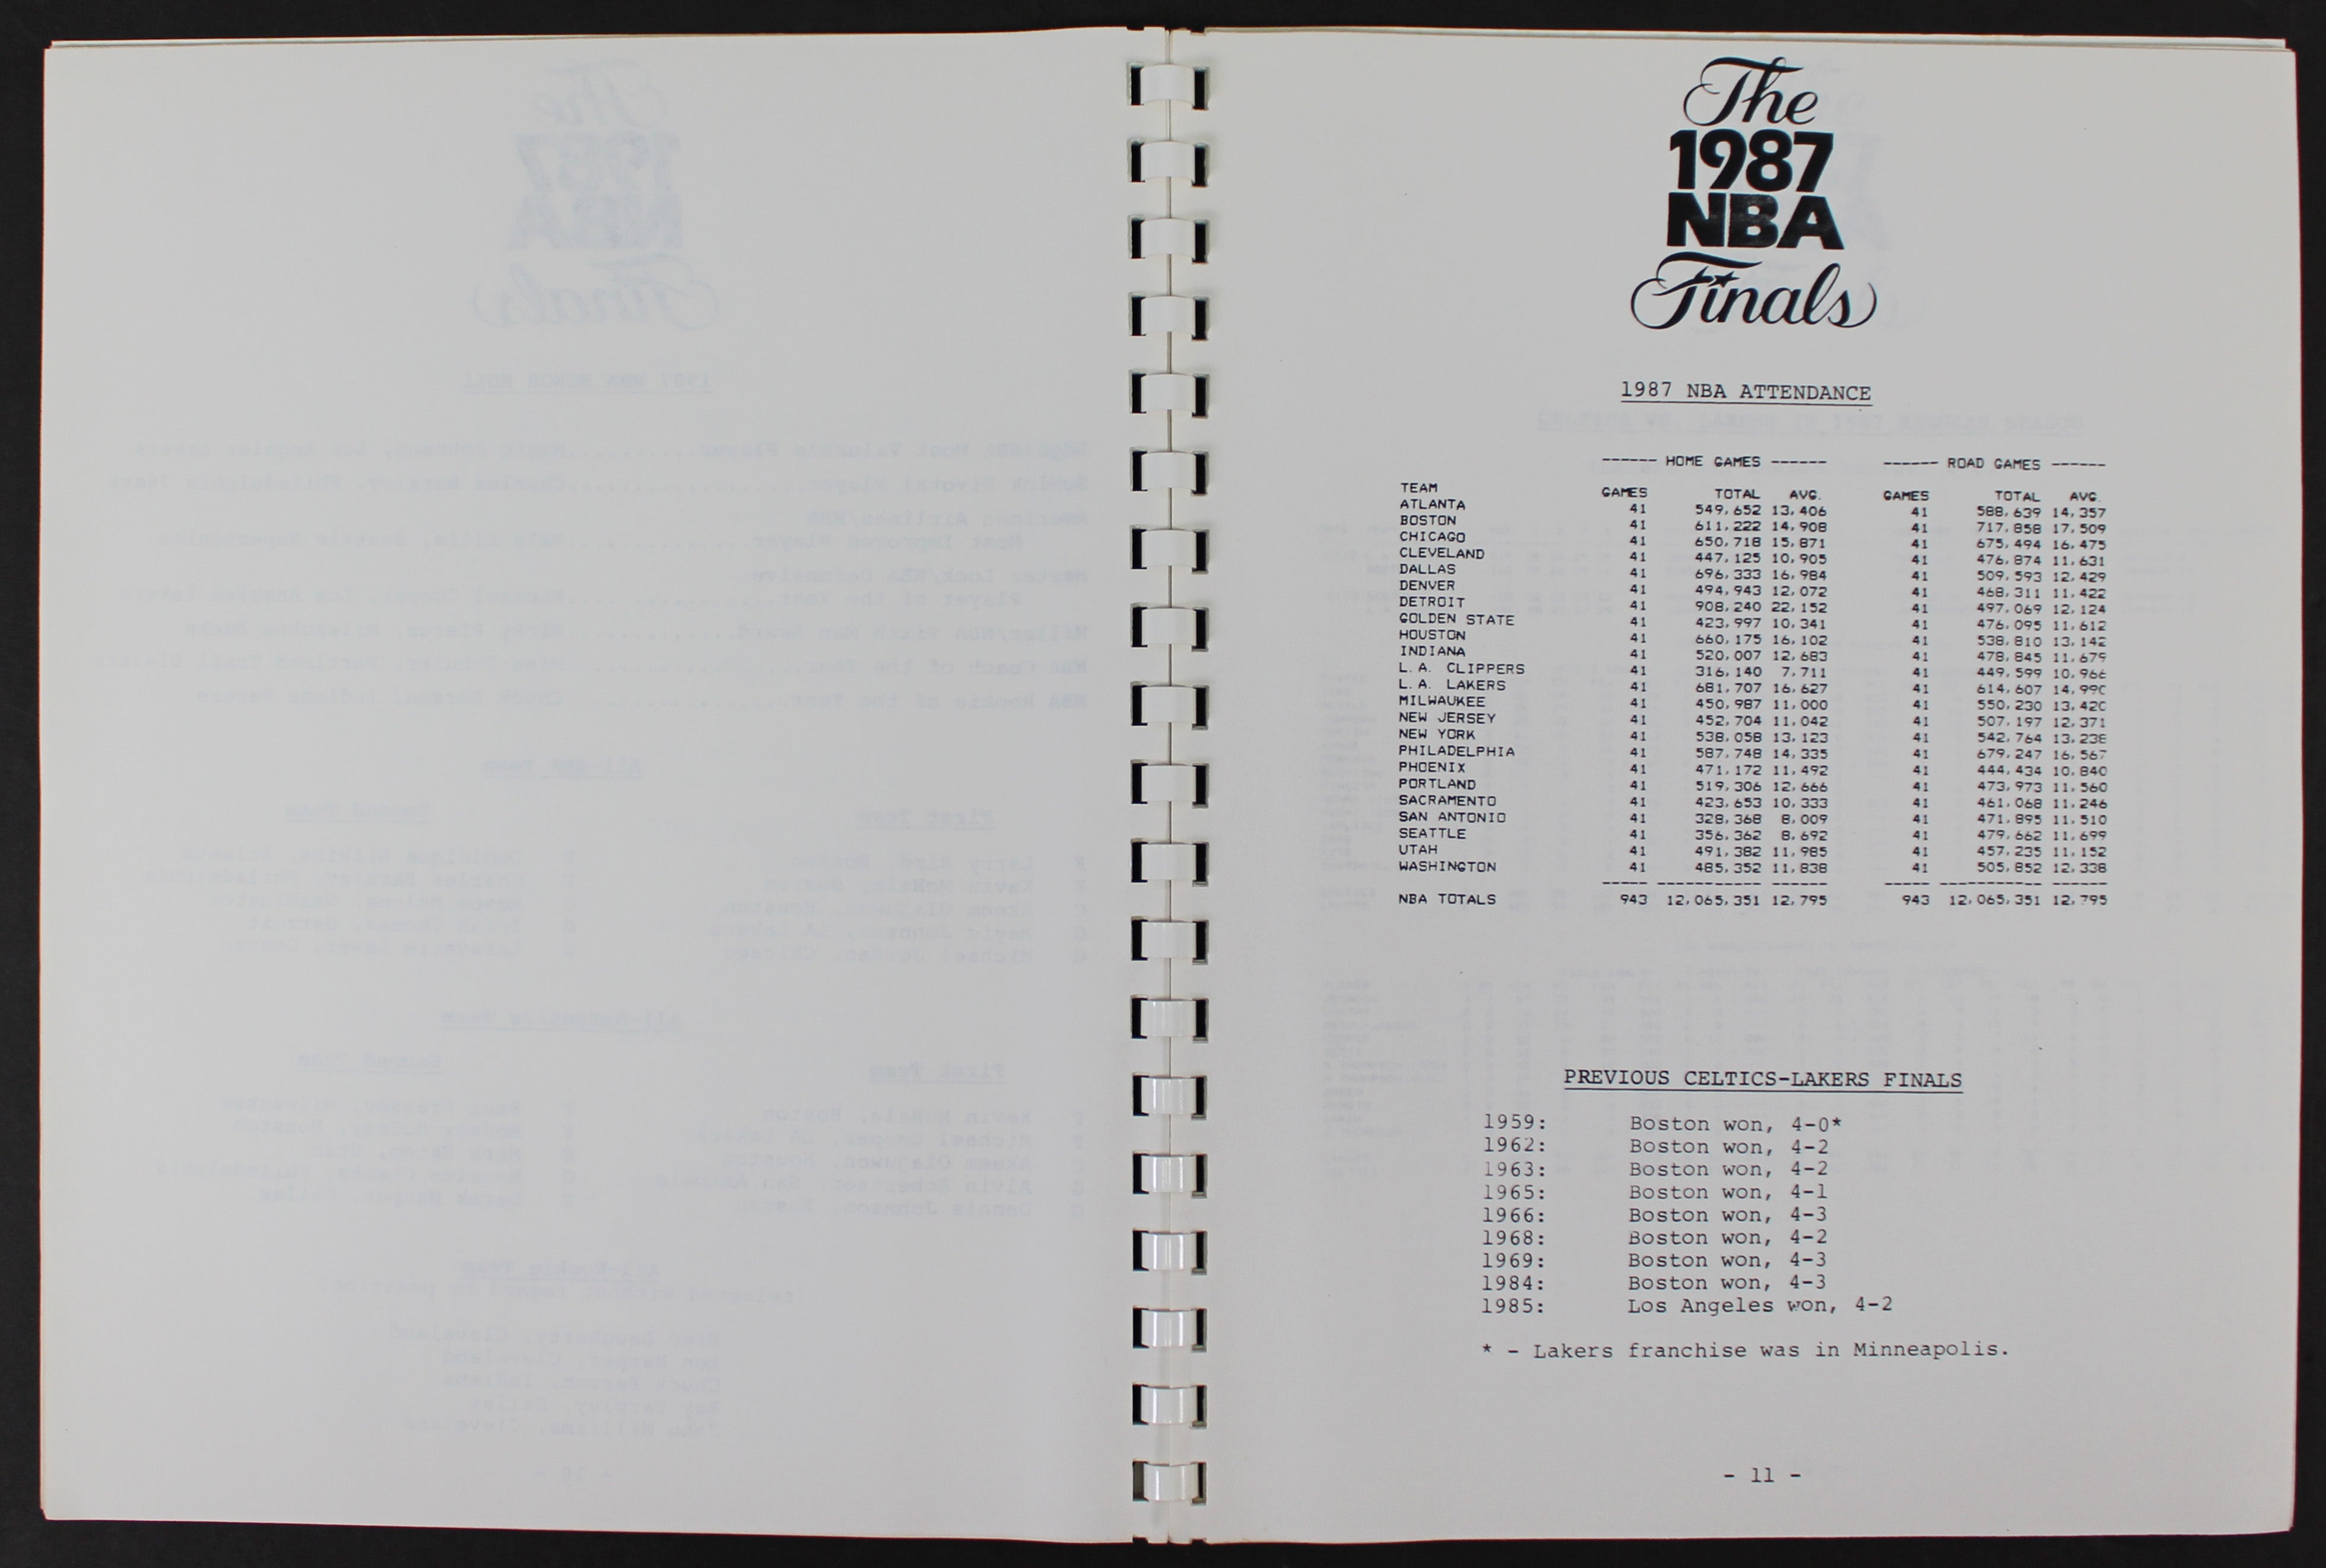 The
1987
NBA
Finals
1987 NBA ATTENDANCE
------ HOME GAMES ------ ------ ROAD GAMES ------
TEAM GAMES TOTAL AVG. GAMES TOTAL AVG.
ATLANTA 41 549,652 13,406 41 588,639 14,357
BOSTON 41 611,222 14,908 41 717,858 17,509
CHICAGO 41 650,718 15,871 41 675,494 16,475
CLEVELAND 41 447,125 10,905 41 476,874 11,631
DALLAS 41 696,333 16,984 41 509,593 12,429
DENVER 41 494,943 12,072 41 468,311 11,422
DETROIT 41 908,240 22,152 41 497,069 12,124
GOLDEN STATE 41 423,997 10,341 41 476,095 11,612
HOUSTON 41 660,175 16,102 41 538,810 13,142
INDIANA 41 520,007 12,683 41 478,845 11,679
L.A. CLIPPERS 41 316,140 7,711 41 449,599 10,966
L.A. LAKERS 41 681,707 16,627 41 614,607 14,990
MILWAUKEE 41 450,987 11,000 41 550,230 13,420
NEW JERSEY 41 452,704 11,042 41 507,197 12,371
NEW YORK 41 538,058 13,123 41 542,764 13,238
PHILADELPHIA 41 587,748 14,335 41 679,247 16,567
PHOENIX 41 471,172 11,492 41 444,434 10,840
PORTLAND 41 519,306 12,666 41 473,973 11,560
SACRAMENTO 41 423,653 10,333 41 461,068 11,246
SAN ANTONIO 41 328,368 8,009 41 471,895 11,510
SEATTLE 41 356,362 8,692 41 479,662 11,699
UTAH 41 491,382 11,985 41 457,235 11,152
WASHINGTON 41 485,352 11,838 41 505,852 12,338
NBA TOTALS 943 12,065,351 12,795 943 12,065,351 12,795
PREVIOUS CELTICS-LAKERS FINALS
1959: Boston won, 4-0*
1962: Boston won, 4-2
1963: Boston won, 4-2
1965: Boston won, 4-1
1966: Boston won, 4-3
1968: Boston won, 4-2
1969: Boston won, 4-3
1984: Boston won, 4-3
1985: Los Angeles won, 4-2
* - Lakers franchise was in Minneapolis.
- 11 -